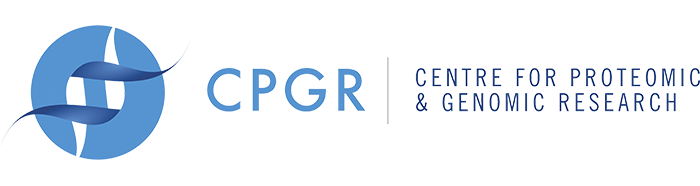 CPGR
CENTRE FOR PROTEOMIC
& GENOMIC RESEARCH